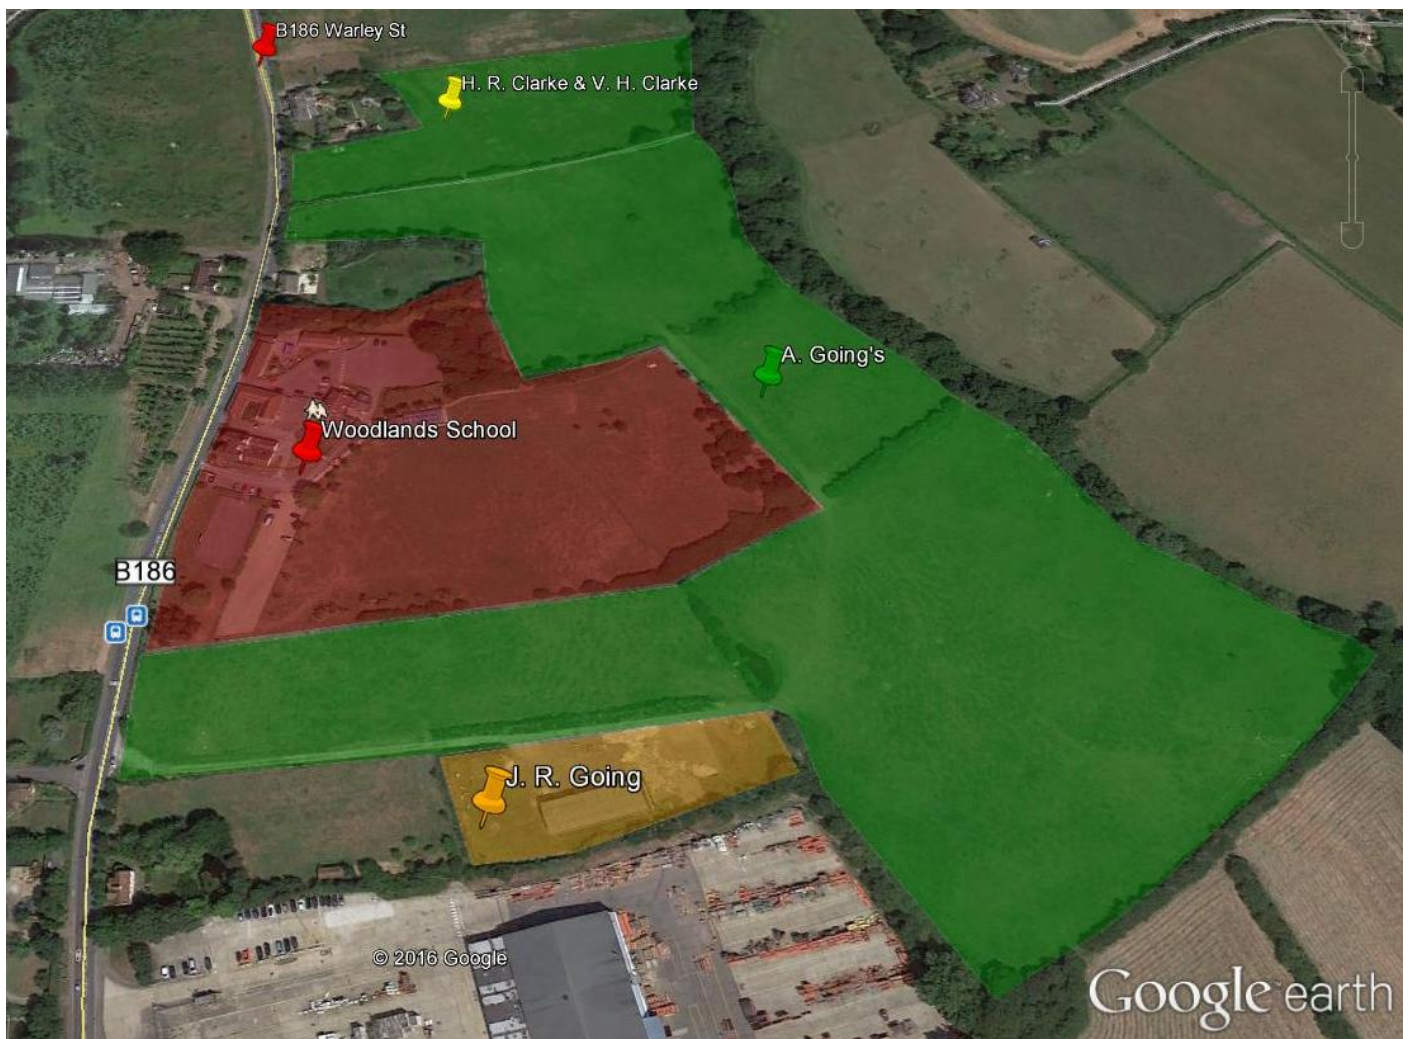 B186 Warley St
H. R. Clarke & V. H. Clarke
A. Going's
Woodlands School
B186
J. R. Going
© 2016 Google
Google earth